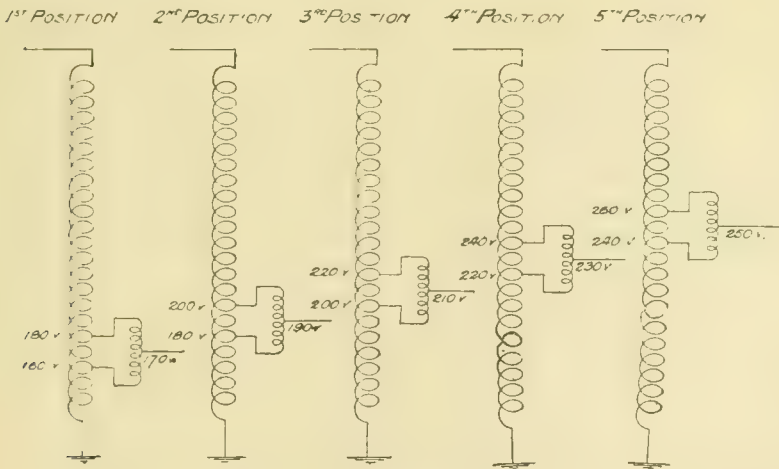 1ST POSITION
2ND POSITION
3RD POSITION
4TH POSITION
5TH POSITION
260 V
240 V
250 V.
240 V
220 V
230 V
220 V
200 V
210 V
200 V
180 V
190 V
180 V
160 V
170 V